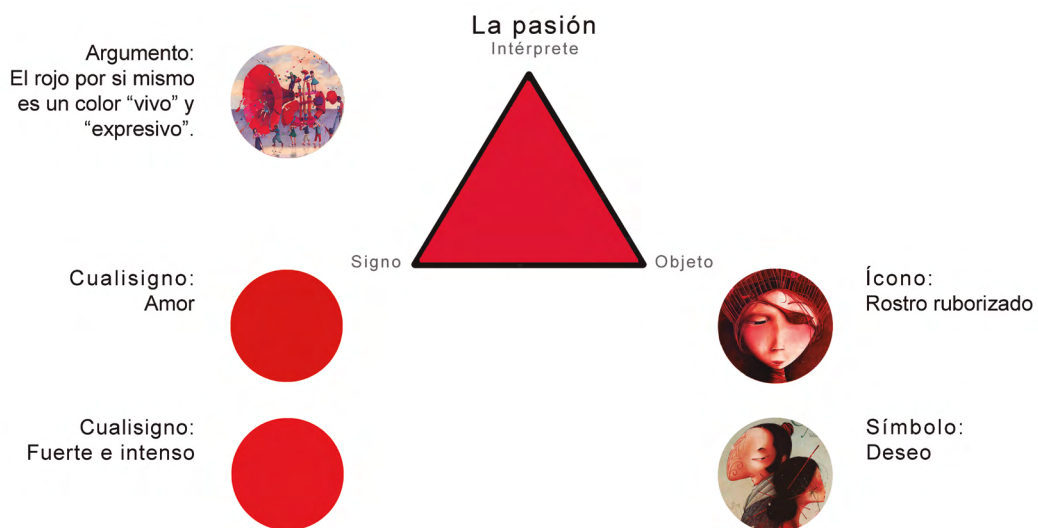 La pasión
Intérprete
Argumento:
El rojo por si mismo
es un color “vivo” y
“expresivo”.
Signo
Objeto
Cualisigno:
Amor
Ícono:
Rostro ruborizado
Cualisigno:
Fuerte e intenso
Símbolo:
Deseo